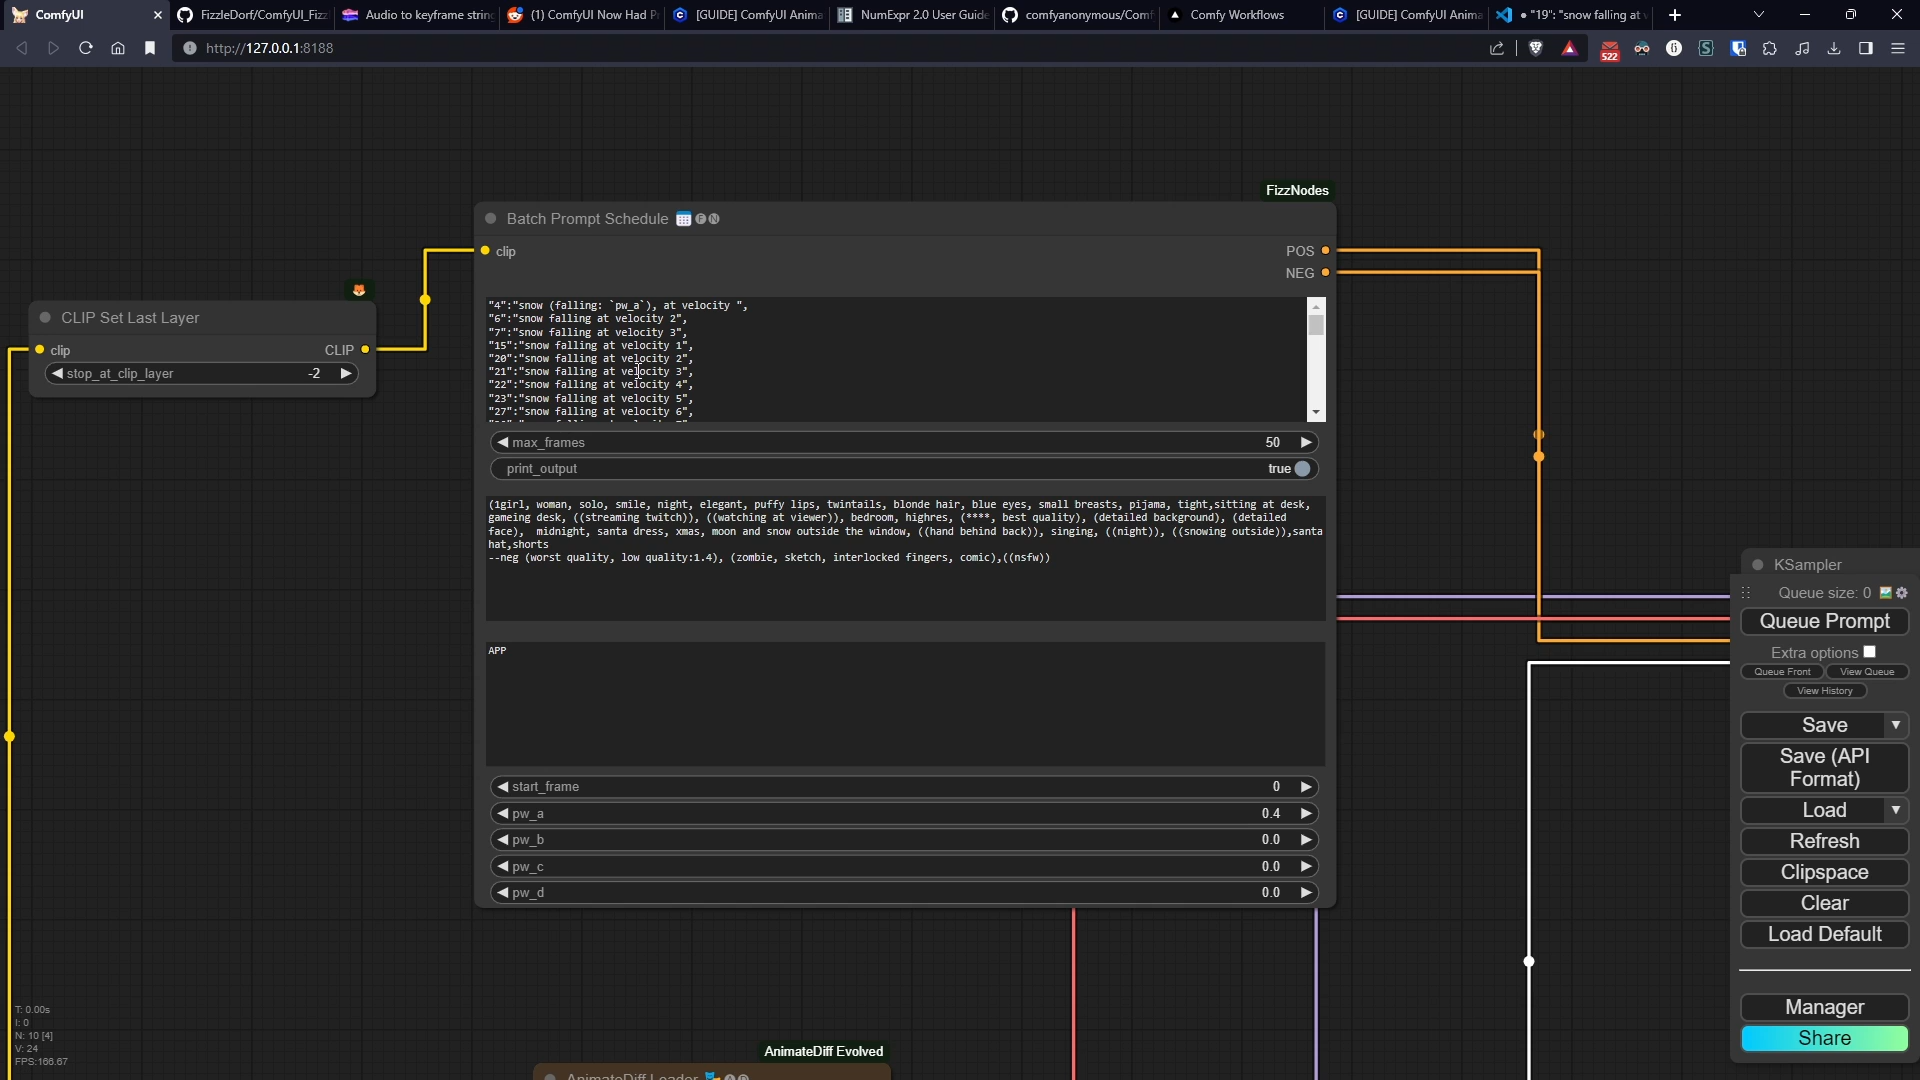 ComfyUI
FizzleDorf/ComfyUI_Fizz
Audio to keyframe string
(1) ComfyUI Now Had P
[GUIDE] ComfyUI Anima
NumExpr 2.0 User Guide
comfyanonymous/Comf
Comfy Workflows
[GUIDE] ComfyUI Anima
● "19": "snow falling at v
http://127.0.0.1:8188
522
FizzNodes
Batch Prompt Schedule
clip
POS
NEG
"4":"snow (falling: `pw_a`), at velocity ",
"6":"snow falling at velocity 2",
"7":"snow falling at velocity 3",
"15":"snow falling at velocity 1",
"20":"snow falling at velocity 2",
"21":"snow falling at velocity 3",
"22":"snow falling at velocity 4",
"23":"snow falling at velocity 5",
"27":"snow falling at velocity 6",
CLIP Set Last Layer
clip
CLIP
stop_at_clip_layer -2
max_frames 50
print_output true
(1girl, woman, solo, smile, night, elegant, puffy lips, twintails, blonde hair, blue eyes, small breasts, pijama, tight,sitting at desk,
gameing desk, ((streaming twitch)), ((watching at viewer)), bedroom, highres, (****, best quality), (detailed background), (detailed
face),  midnight, santa dress, xmas, moon and snow outside the window, ((hand behind back)), singing, ((night)), ((snowing outside)),santa
hat,shorts
--neg (worst quality, low quality:1.4), (zombie, sketch, interlocked fingers, comic),((nsfw))
APP
start_frame 0
pw_a 0.4
pw_b 0.0
pw_c 0.0
pw_d 0.0
KSampler
Queue size: 0
Queue Prompt
Extra options
Queue Front
View Queue
View History
Save
Save (API
Format)
Load
Refresh
Clipspace
Clear
Load Default
Manager
Share
T: 0.00s
I: 0
N: 10 [4]
V: 24
FPS:166.67
AnimateDiff Evolved
AnimateDiff Loader